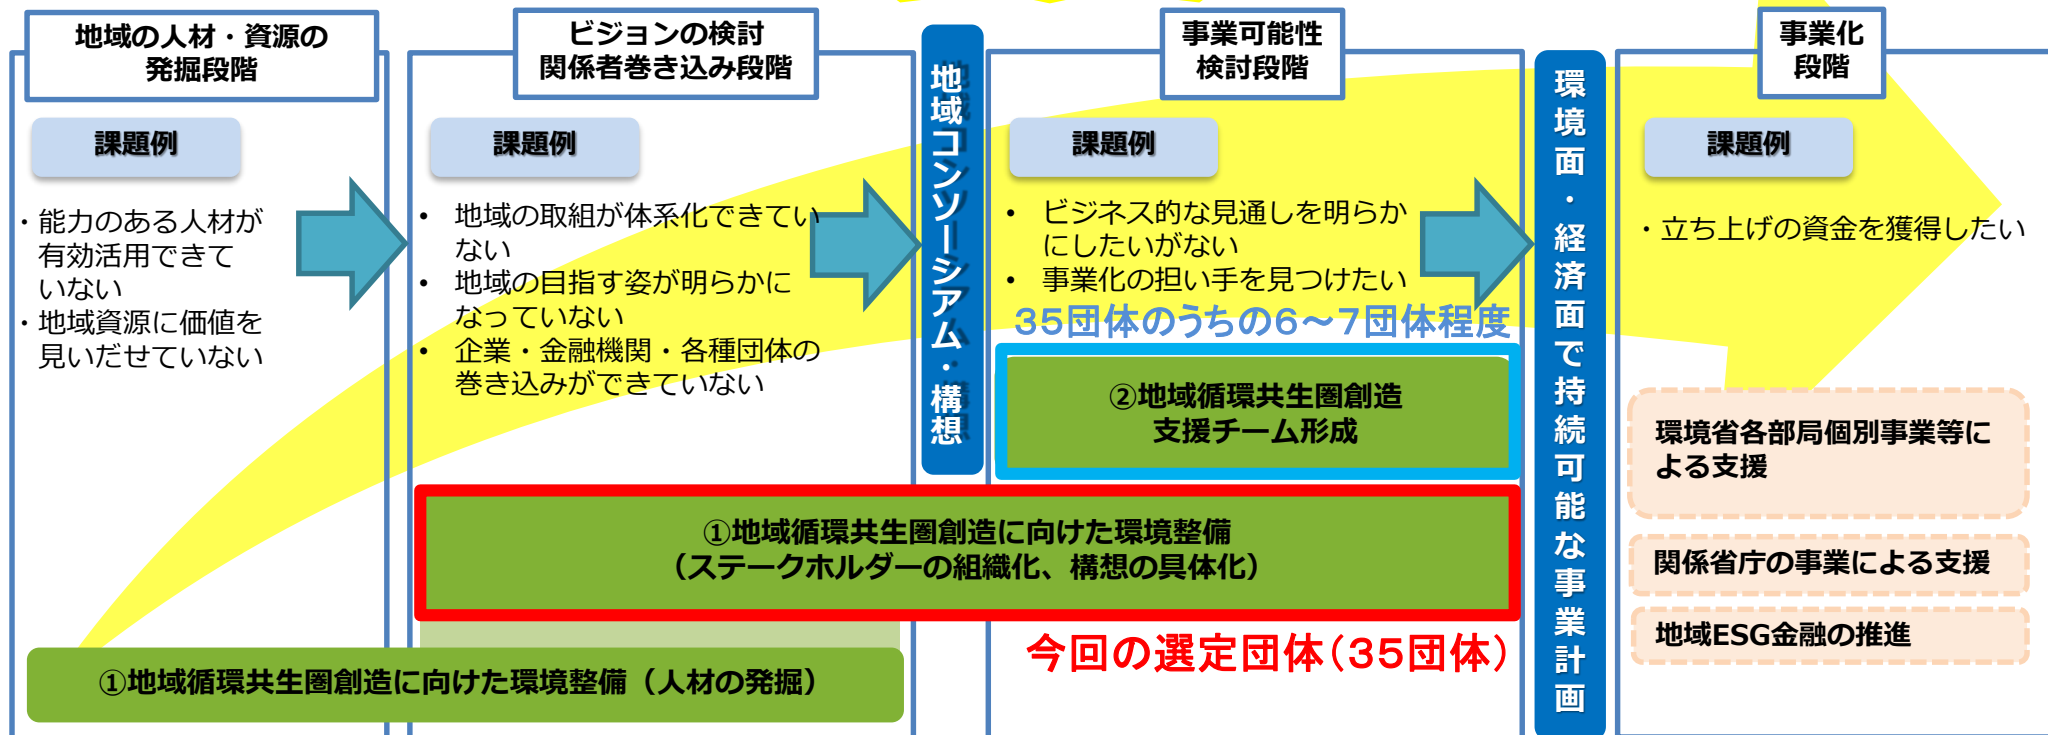 地域の人材・資源の
発掘段階
課題例
・能力のある人材が
有効活用できて
いない
・地域資源に価値を
見いだせていない
ビジョンの検討
関係者巻き込み段階
課題例
• 地域の取組が体系化できてい
ない
• 地域の目指す姿が明らかに
なっていない
• 企業・金融機関・各種団体の
巻き込みができていない
地域コンソーシアム・構想
事業可能性
検討段階
課題例
• ビジネス的な見通しを明らか
にしたいがない
• 事業化の担い手を見つけたい
35団体のうちの6～7団体程度
②地域循環共生圏創造
支援チーム形成
①地域循環共生圏創造に向けた環境整備
（ステークホルダーの組織化、構想の具体化）
今回の選定団体（35団体）
①地域循環共生圏創造に向けた環境整備（人材の発掘）
環境面・経済面で持続可能な事業計画
事業化
段階
課題例
・立ち上げの資金を獲得したい
環境省各部局個別事業等に
よる支援
関係省庁の事業による支援
地域ESG金融の推進